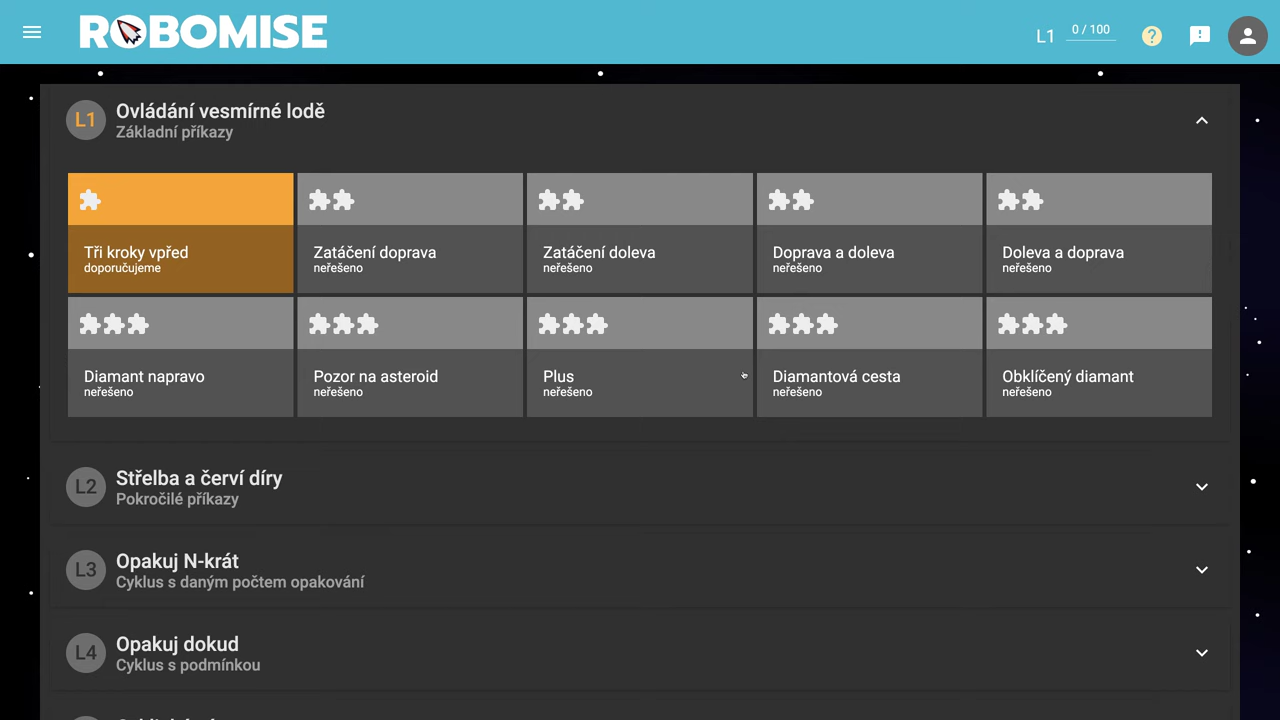 ROBOMISE
L1 0 / 100
L1 Ovládání vesmírné lodě
Základní příkazy
Tři kroky vpřed
doporučujeme
Zatáčení doprava
neřešeno
Zatáčení doleva
neřešeno
Doprava a doleva
neřešeno
Doleva a doprava
neřešeno
Diamant napravo
neřešeno
Pozor na asteroid
neřešeno
Plus
neřešeno
Diamantová cesta
neřešeno
Obklíčený diamant
neřešeno
L2 Střelba a červí díry
Pokročilé příkazy
L3 Opakuj N-krát
Cyklus s daným počtem opakování
L4 Opakuj dokud
Cyklus s podmínkou